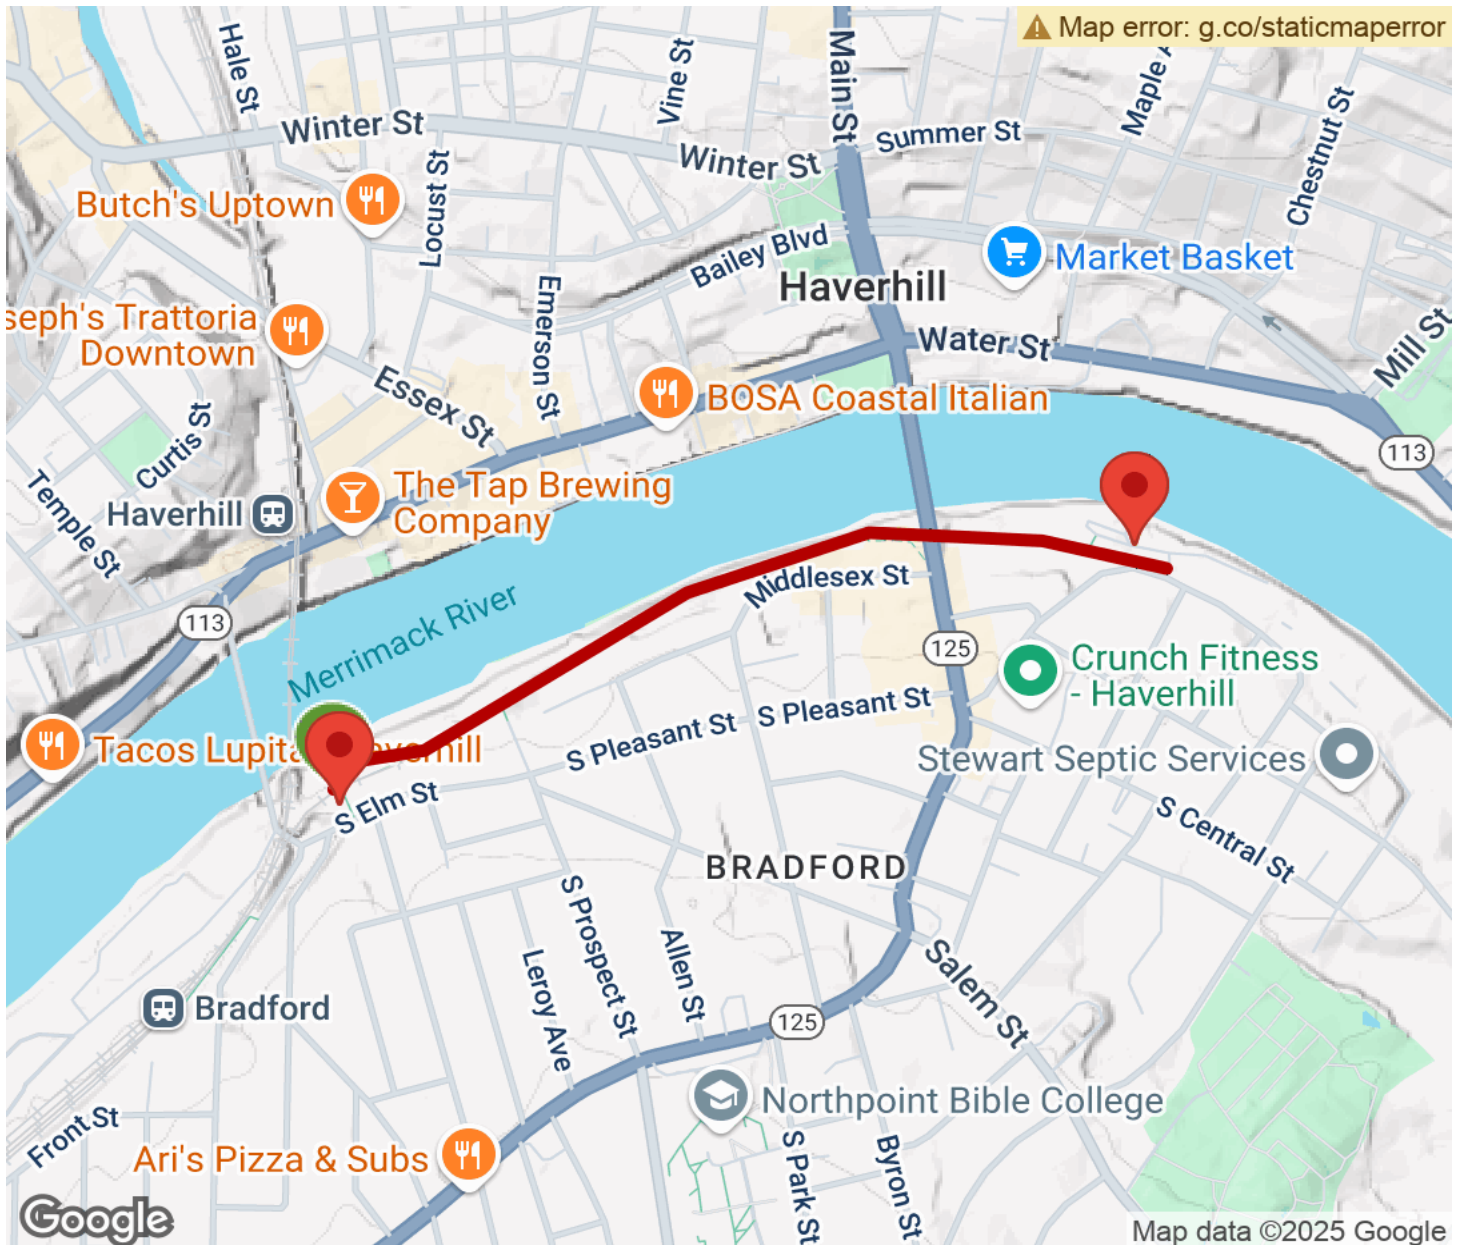 Map error: g.co/staticmaperror
Hale St
Main St
Vine St
Maple A
Winter St
Summer St
Chestnut St
Winter St
Butch's Uptown
Locust St
Bailey Blvd
Market Basket
Haverhill
Emerson St
seph's Trattoria
Downtown
Water St
Mill St
Essex St
BOSA Coastal Italian
Curtis St
113
Temple St
The Tap Brewing
Company
Haverhill
Middlesex St
Merrimack River
113
125
Crunch Fitness
- Haverhill
S Pleasant St
S Pleasant St
Tacos Lupita
Stewart Septic Services
S Elm St
S Central St
BRADFORD
S Prospect St
Allen St
Leroy Ave
Salem St
Bradford
125
Northpoint Bible College
Front St
Ari's Pizza & Subs
S Park St
Byron St
Google
Map data ©2025 Google